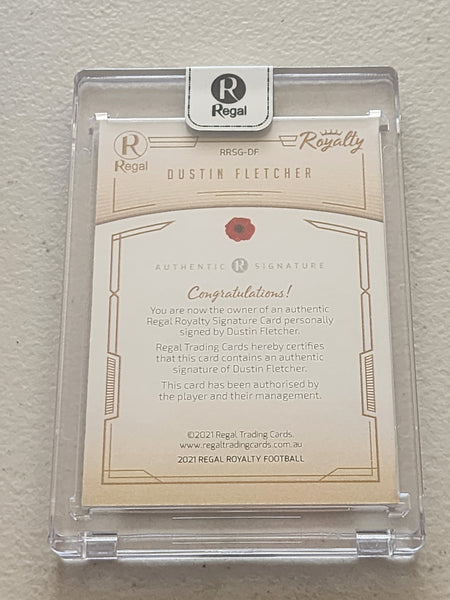 R
Regal
R
Regal
RRSG-DF
Royalty
DUSTIN FLETCHER
AUTHENTIC R SIGNATURE
Congratulations!
You are now the owner of an authentic
Regal Royalty Signature Card personally
signed by Dustin Fletcher.
Regal Trading Cards hereby certifies
that this card contains an authentic
signature of Dustin Fletcher.
This card has been authorised by
the player and their management.
©2021 Regal Trading Cards.
www.regaltradingcards.com.au
2021 REGAL ROYALTY FOOTBALL